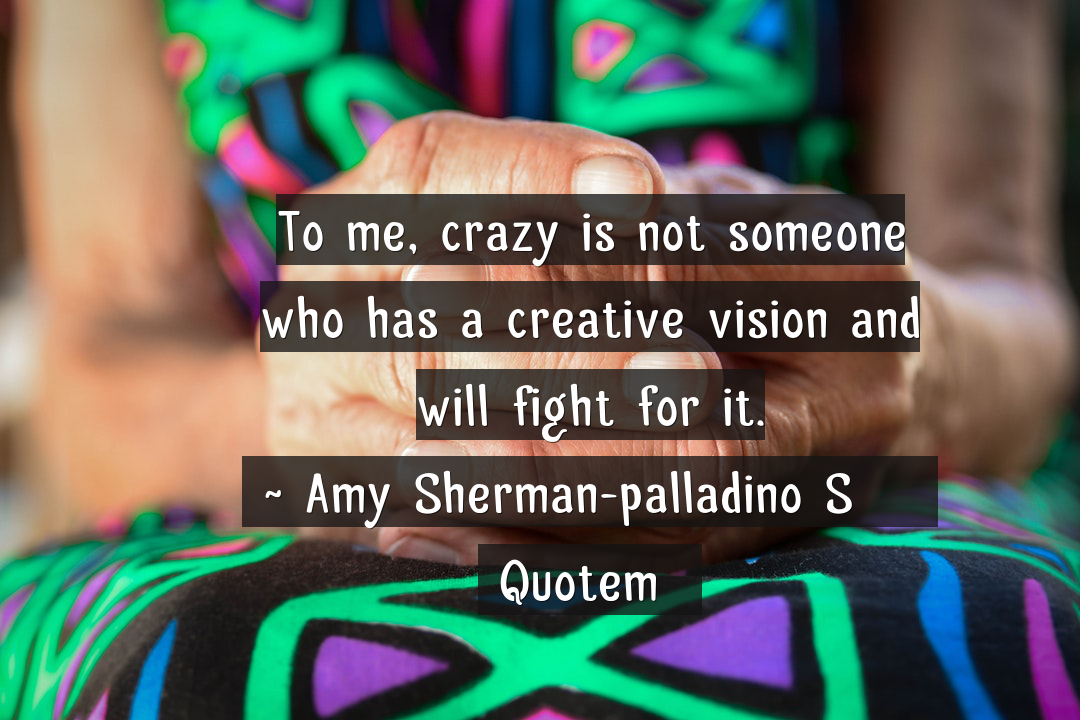 To me, crazy is not someone
who has a creative vision and
will fight for it.
~ Amy Sherman-palladino S
Quotem